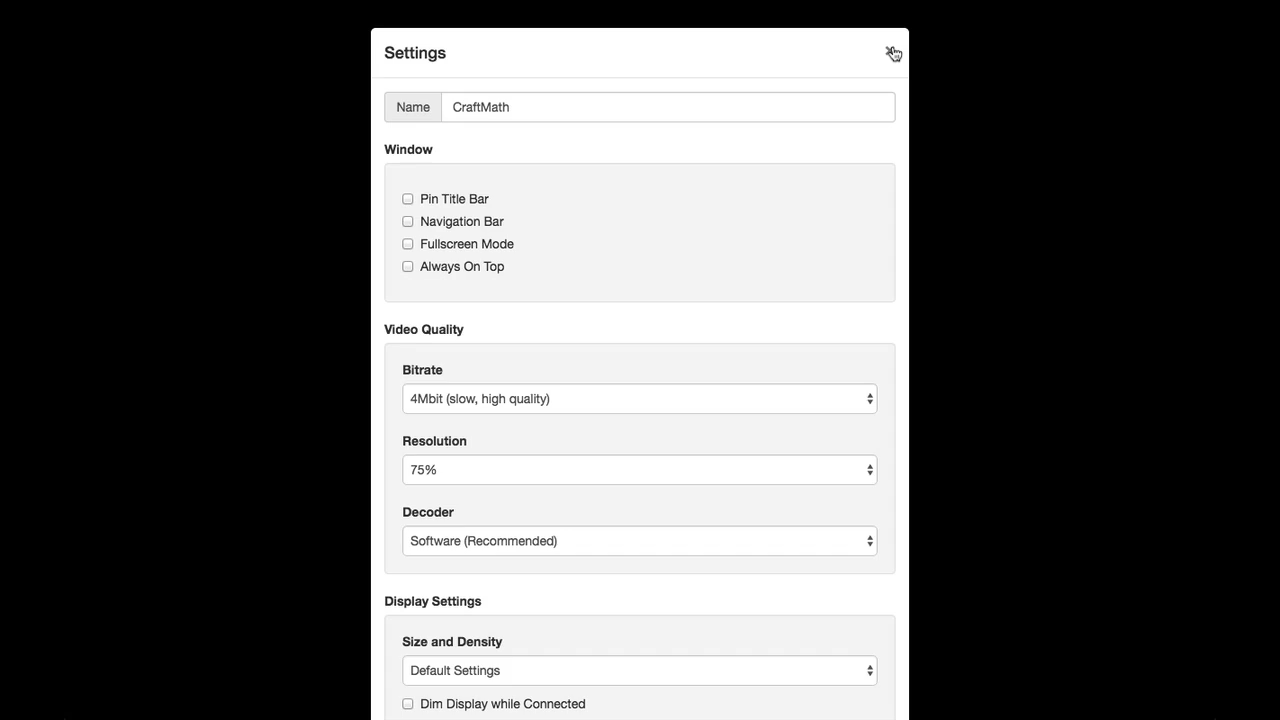 Settings
Name CraftMath
Window
Pin Title Bar
Navigation Bar
Fullscreen Mode
Always On Top
Video Quality
Bitrate
4Mbit (slow, high quality)
Resolution
75%
Decoder
Software (Recommended)
Display Settings
Size and Density
Default Settings
Dim Display while Connected